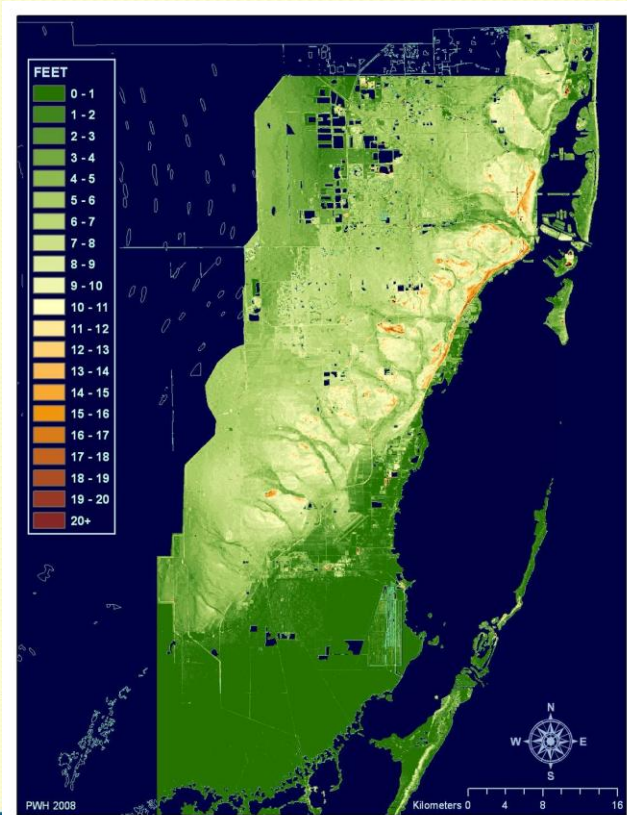 FEET
0 - 1
1 - 2
2 - 3
3 - 4
4 - 5
5 - 6
6 - 7
7 - 8
8 - 9
9 - 10
10 - 11
11 - 12
12 - 13
13 - 14
14 - 15
15 - 16
16 - 17
17 - 18
18 - 19
19 - 20
20+
N
W E
S
PWH 2008
Kilometers 0 4 8 16